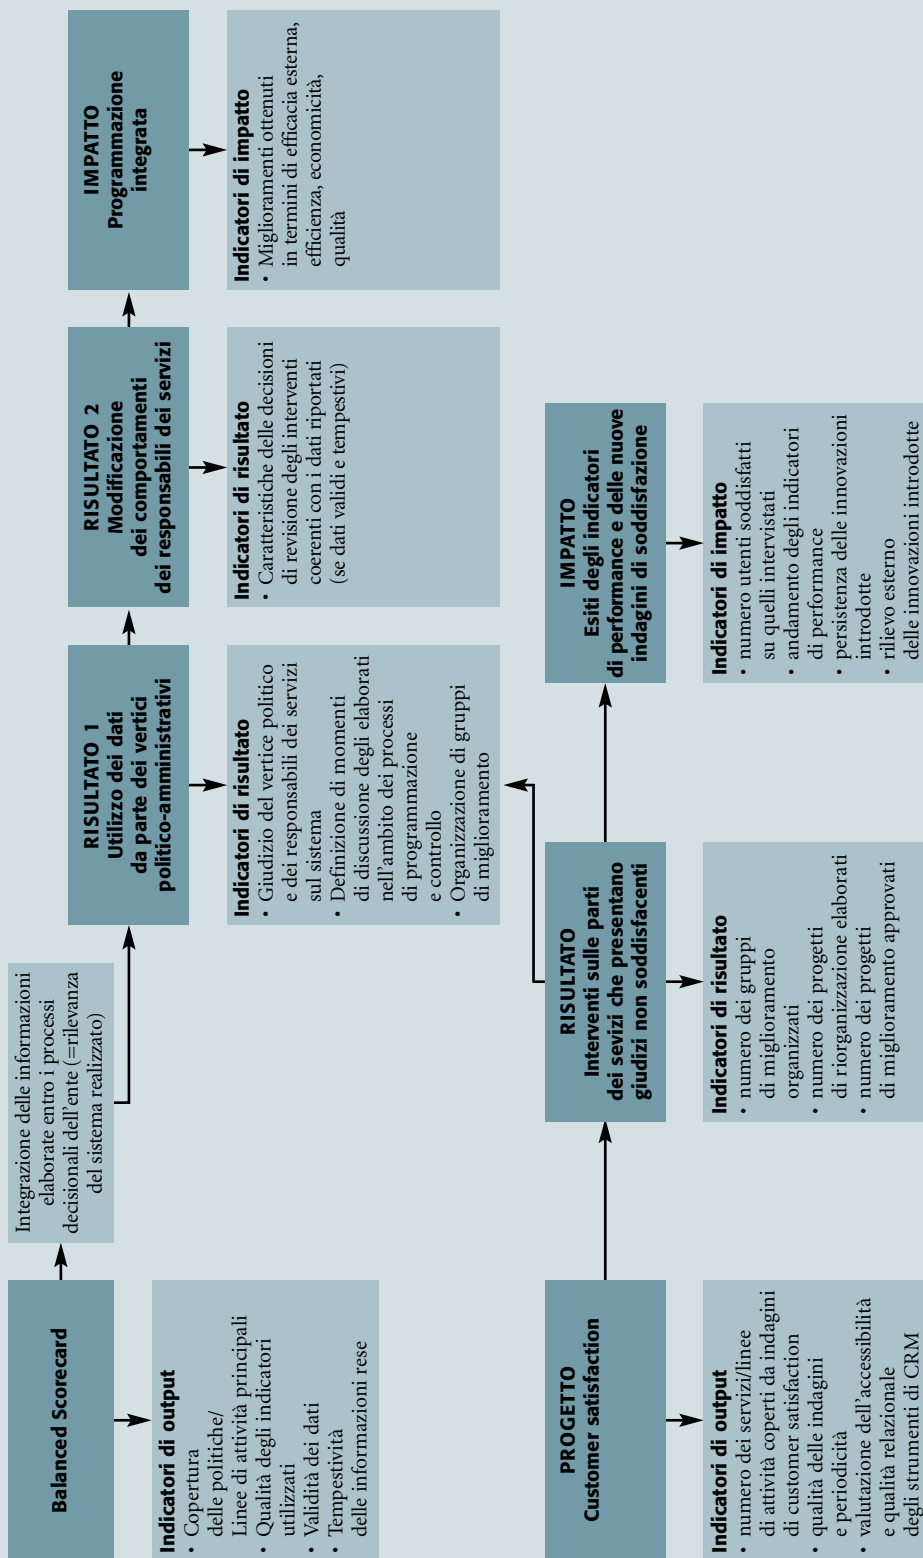 Balanced Scorecard
Indicatori di output
• Copertura
delle politiche/
Linee di attività principali
• Qualità degli indicatori
utilizzati
• Validità dei dati
• Tempestività
delle informazioni rese
Integrazione delle informazioni
elaborate entro i processi
decisionali dell'ente (=rilevanza
del sistema realizzato)
RISULTATO 1
Utilizzo dei dati
da parte dei vertici
politico-amministrativi
Indicatori di risultato
• Giudizio del vertice politico
e dei responsabili dei servizi
sul sistema
• Definizione di momenti
di discussione degli elaborati
nell'ambito dei processi
di programmazione
e controllo
• Organizzazione di gruppi
di miglioramento
RISULTATO 2
Modificazione
dei comportamenti
dei responsabili dei servizi
Indicatori di risultato
• Caratteristiche delle decisioni
di revisione degli interventi
coerenti con i dati riportati
(se dati validi e tempestivi)
IMPATTO
Programmazione
integrata
Indicatori di impatto
• Miglioramenti ottenuti
in termini di efficacia esterna,
efficienza, economicità,
qualità
PROGETTO
Customer satisfaction
Indicatori di output
• numero dei servizi/linee
di attività coperti da indagini
di customer satisfaction
• qualità delle indagini
e periodicità
• valutazione dell'accessibilità
e qualità relazionale
degli strumenti di CRM
RISULTATO
Interventi sulle parti
dei sevizi che presentano
giudizi non soddisfacenti
Indicatori di risultato
• numero dei gruppi
di miglioramento
organizzati
• numero dei progetti
di riorganizzazione elaborati
• numero dei progetti
di miglioramento approvati
IMPATTO
Esiti degli indicatori
di performance e delle nuove
indagini di soddisfazione
Indicatori di impatto
• numero utenti soddisfatti
su quelli intervistati
• andamento degli indicatori
di performance
• persistenza delle innovazioni
introdotte
• rilievo esterno
delle innovazioni introdotte